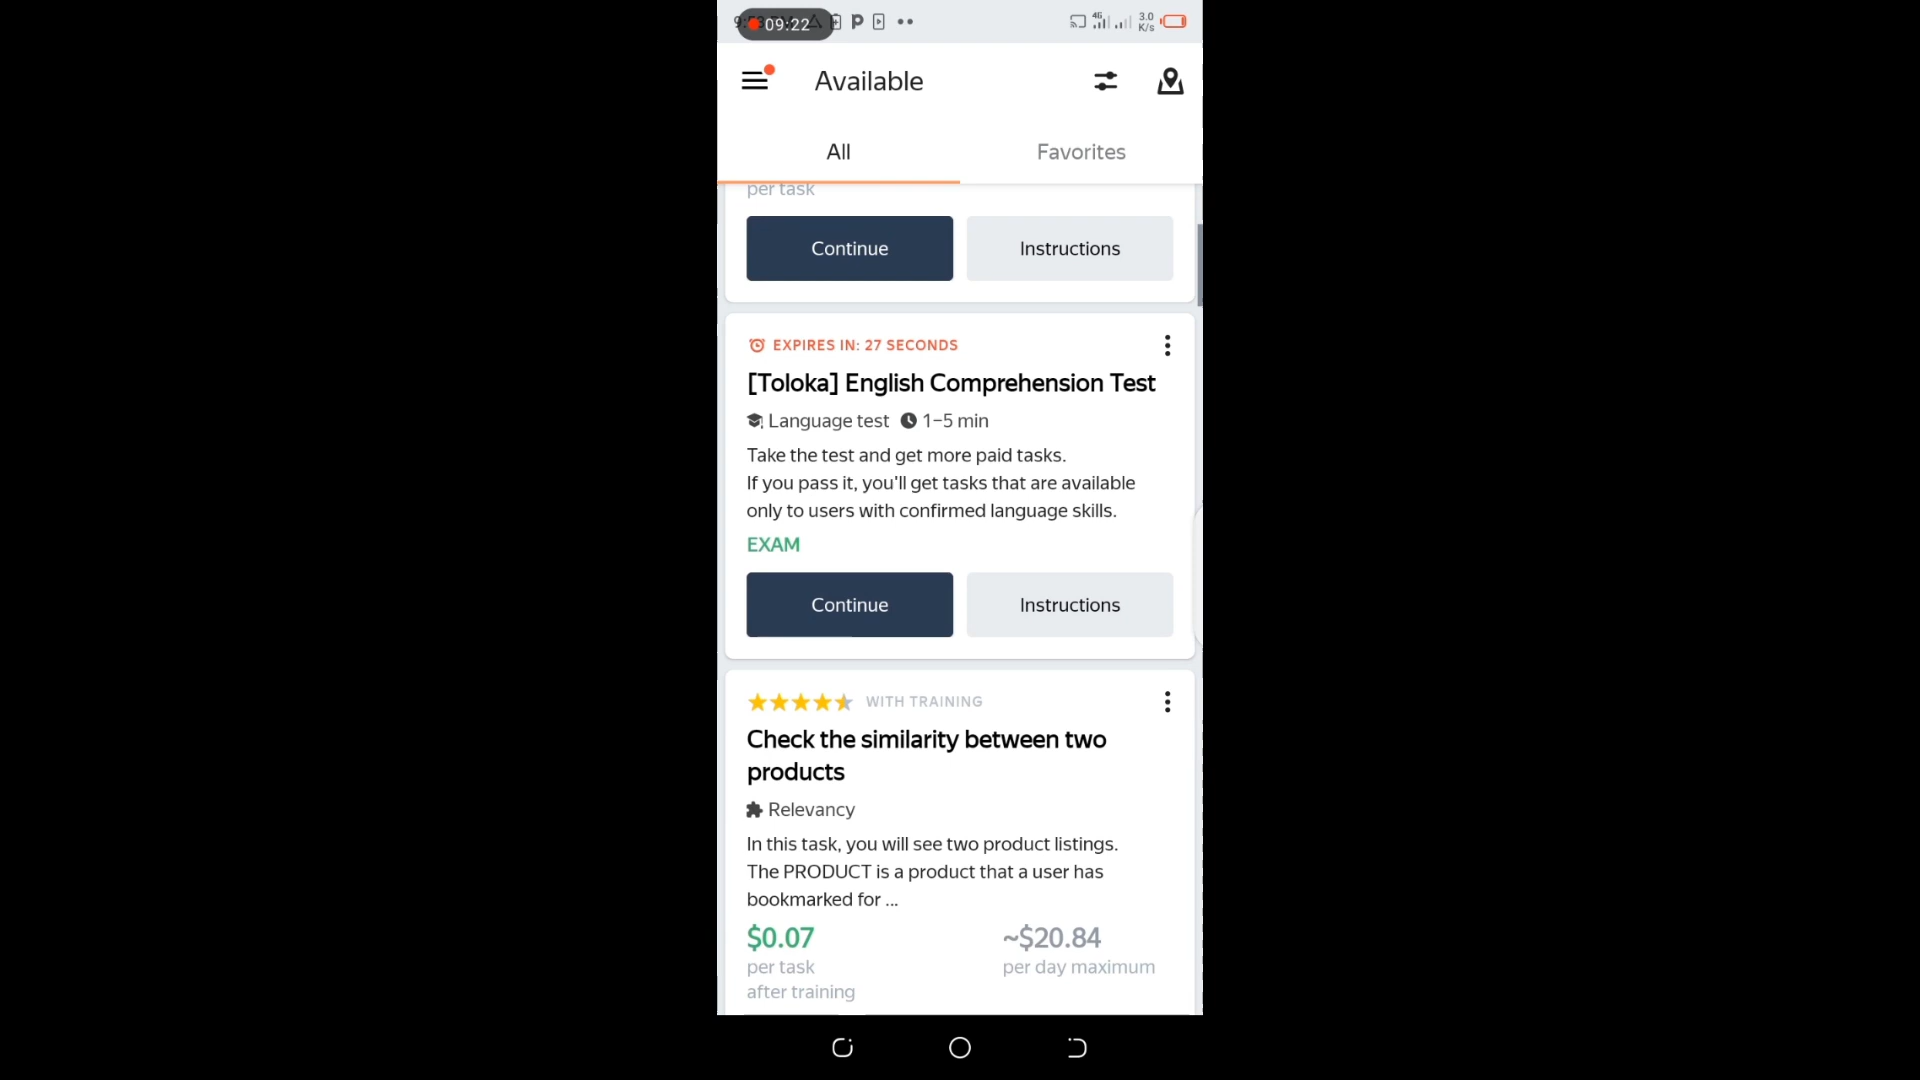 09:22
4G
3.0
K/s
Available
All
Favorites
per task
Continue
Instructions
EXPIRES IN: 27 SECONDS
[Toloka] English Comprehension Test
Language test 1–5 min
Take the test and get more paid tasks.
If you pass it, you'll get tasks that are available
only to users with confirmed language skills.
EXAM
Continue
Instructions
WITH TRAINING
Check the similarity between two
products
Relevancy
In this task, you will see two product listings.
The PRODUCT is a product that a user has
bookmarked for ...
$0.07
~$20.84
per task
per day maximum
after training